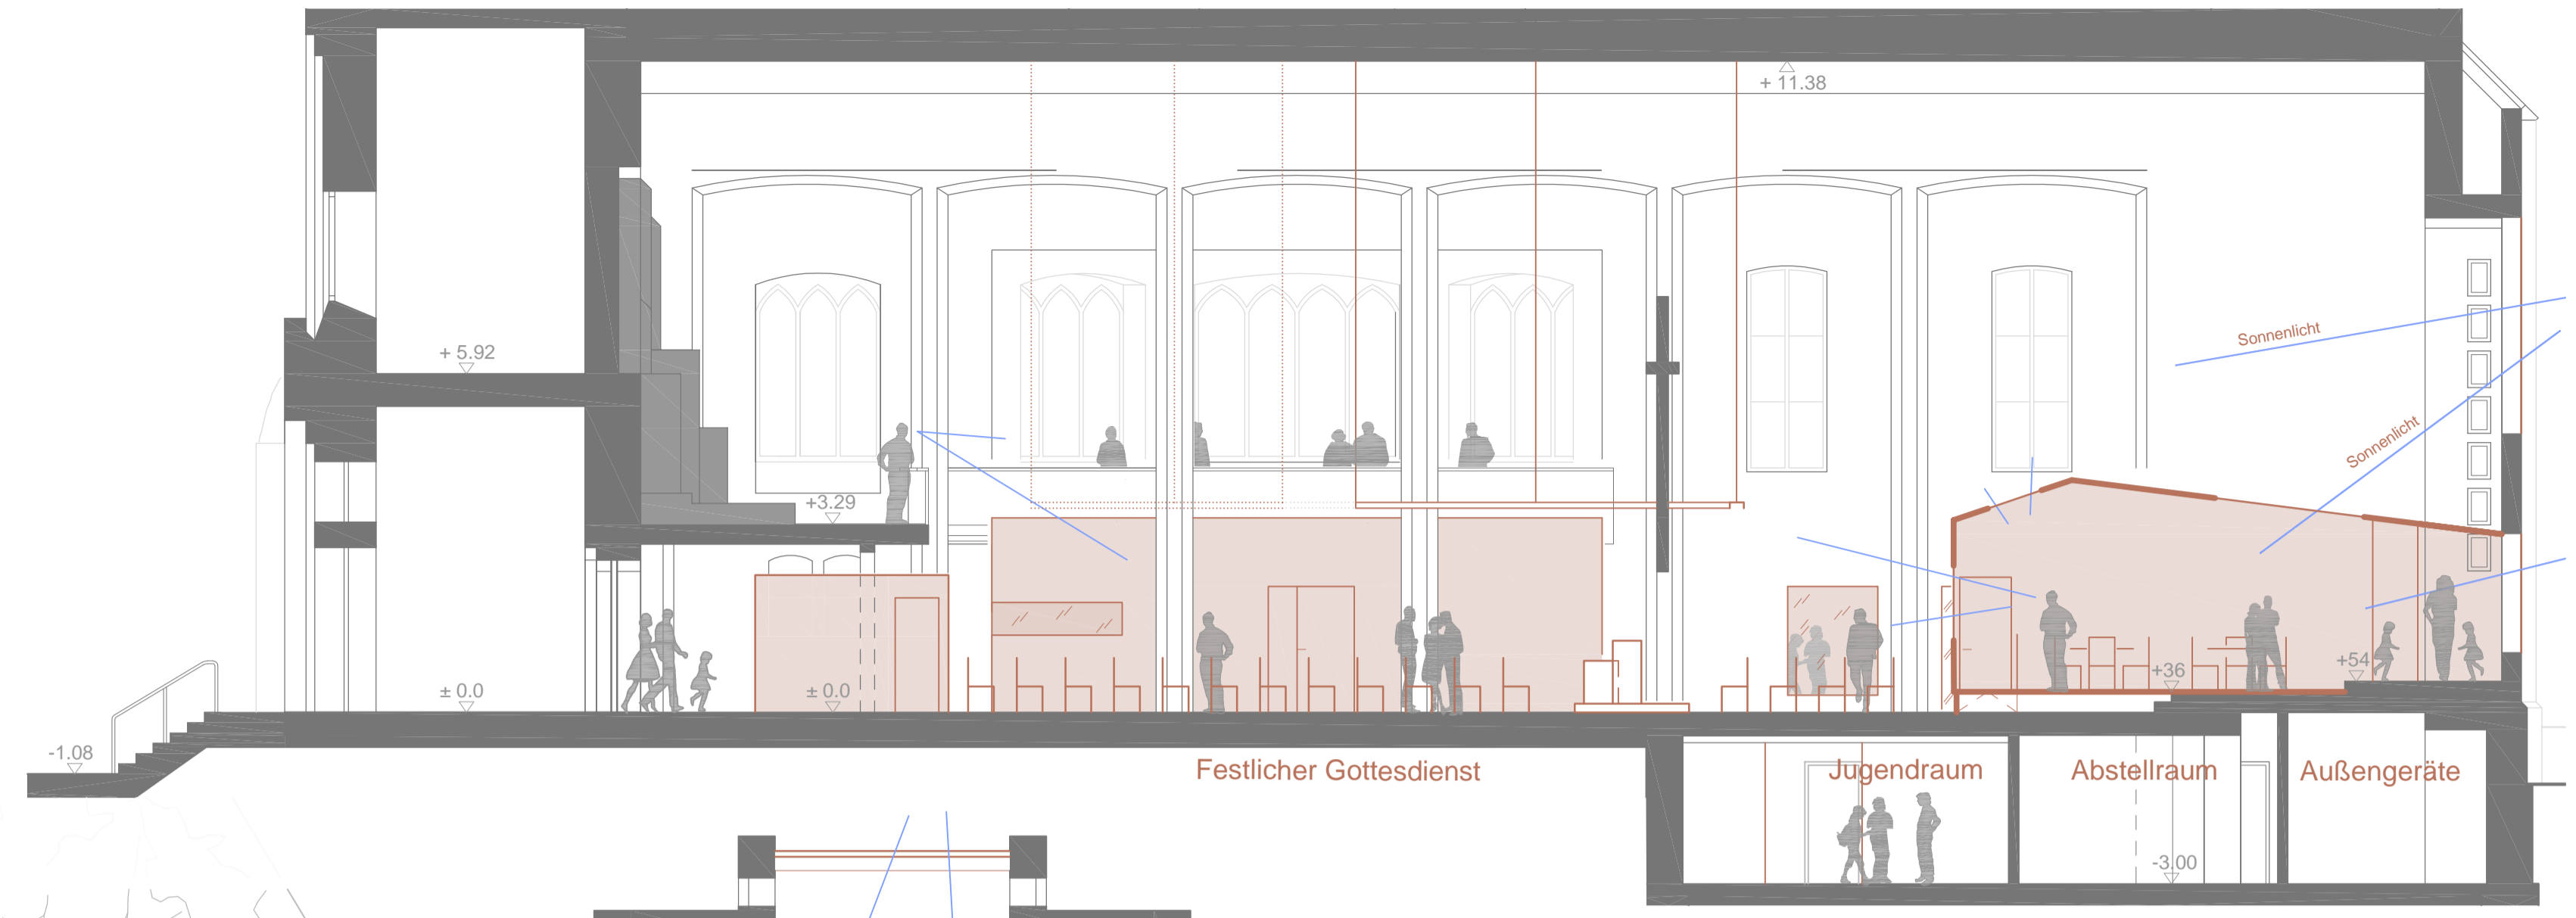 + 11.38
Sonnenlicht
+ 5.92
Sonnenlicht
+3.29
± 0.0
± 0.0
+36
+54
-1.08
Festlicher Gottesdienst
Jugendraum
Abstellraum
Außengeräte
-3.00